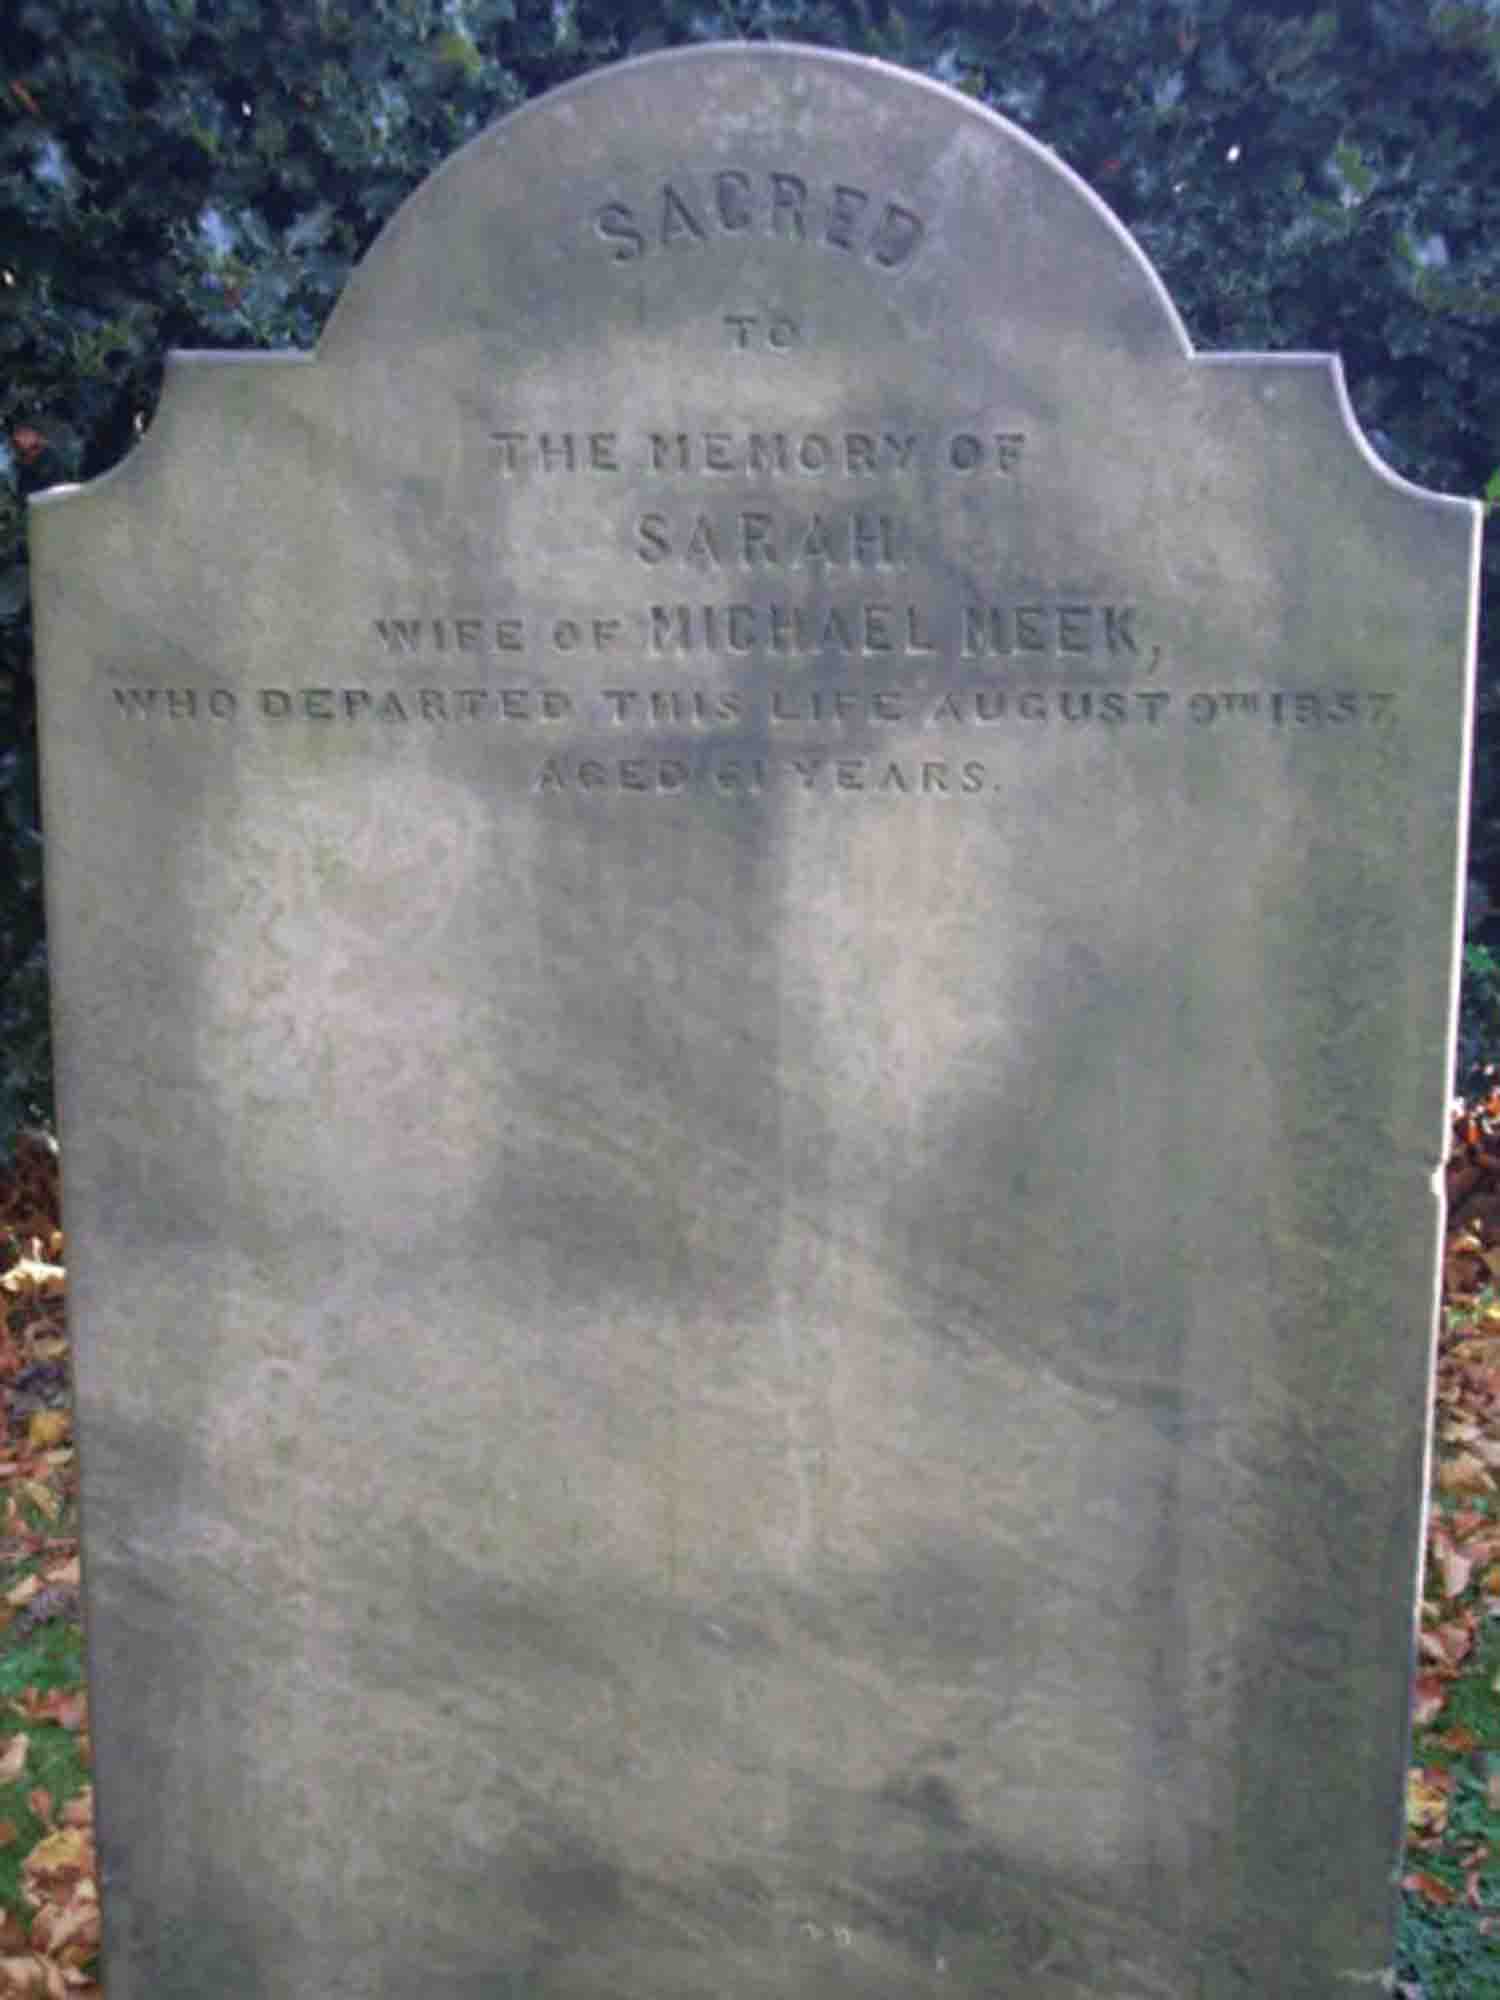 SACRED
TO
THE MEMORY OF
SARAH
WIFE OF MICHAEL MEEK,
WHO DEPARTED THIS LIFE AUGUST 9TH 1857,
AGED 61 YEARS.